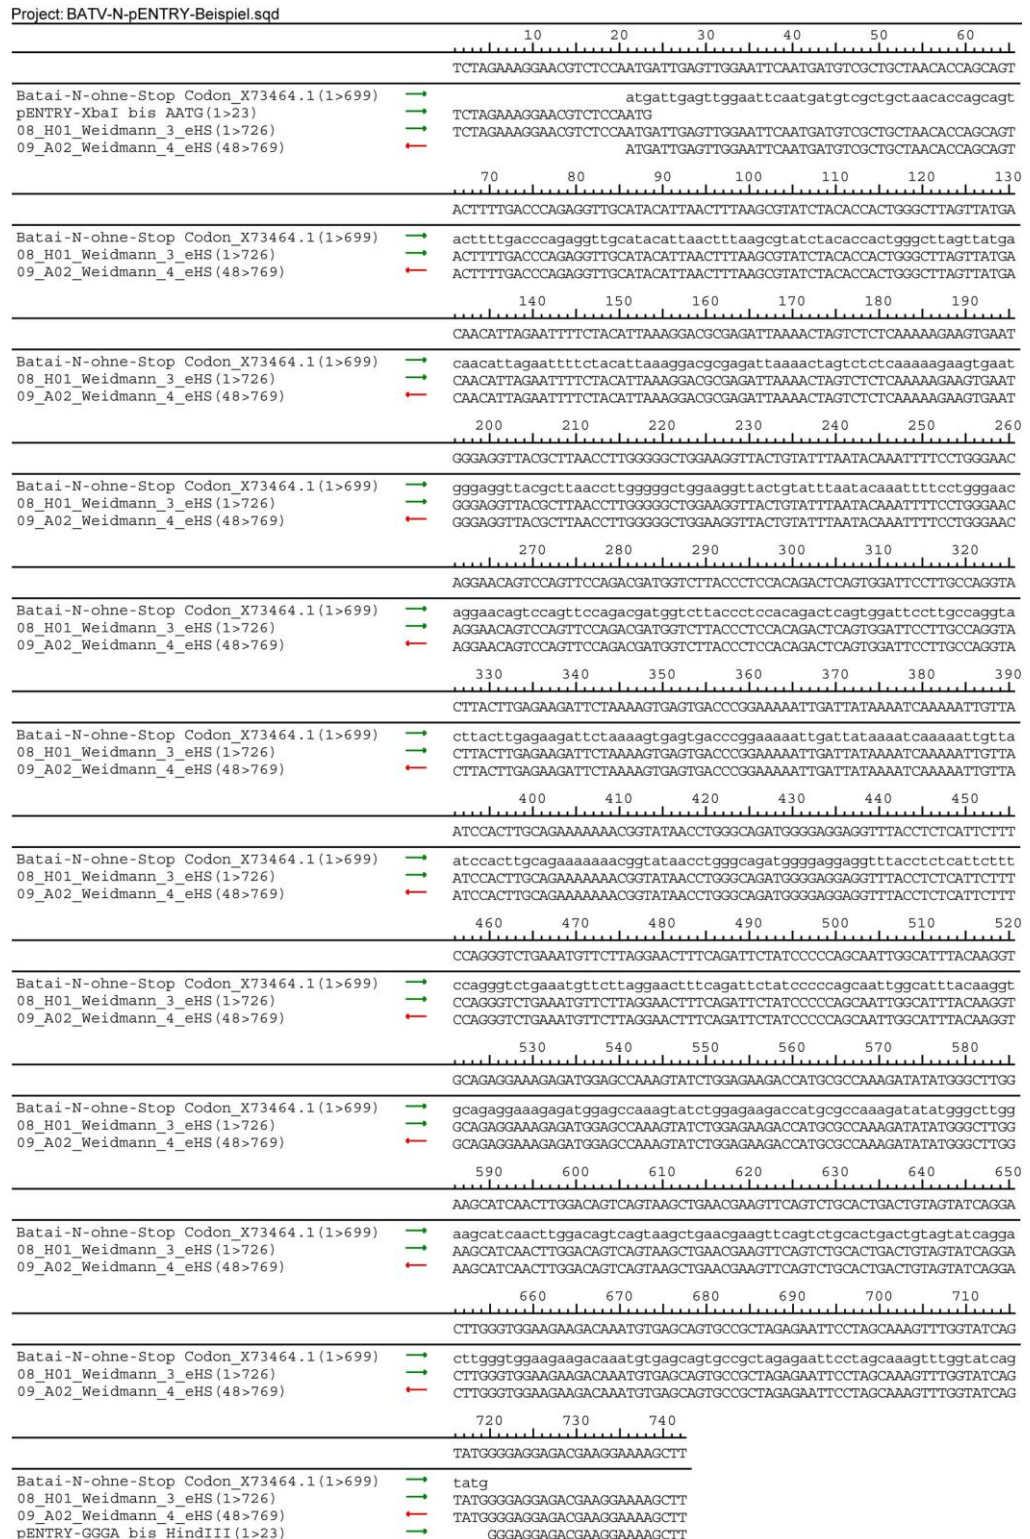 Project: BATV-N-pENTRY-Beispiel.sqd
10 20 30 40 50 60
TCTAGAAAGGAACGTCTCCAATGATTGAGTTGGAATTCAATGATGTCGCTGCTAACACCAGCAGT
Batai-N-ohne-Stop Codon_X73464.1(1>699) atgattgagttggaattcaatgatgtcgctgctaacaccagcagt
pENTRY-XbaI bis AATG(1>23) TCTAGAAAGGAACGTCTCCAATG
08_H01_Weidmann_3_eHS(1>726) TCTAGAAAGGAACGTCTCCAATGATTGAGTTGGAATTCAATGATGTCGCTGCTAACACCAGCAGT
09_A02_Weidmann_4_eHS(48>769) ATGATTGAGTTGGAATTCAATGATGTCGCTGCTAACACCAGCAGT
70 80 90 100 110 120 130
ACTTTTGACCCAGAGGTTGCATACATTAACTTTAAGCGTATCTACACCACTGGGCTTAGTTATGA
Batai-N-ohne-Stop Codon_X73464.1(1>699) acttttgacccagaggttgcatacattaactttaagcgtatctacaccactgggcttagttatga
08_H01_Weidmann_3_eHS(1>726) ACTTTTGACCCAGAGGTTGCATACATTAACTTTAAGCGTATCTACACCACTGGGCTTAGTTATGA
09_A02_Weidmann_4_eHS(48>769) ACTTTTGACCCAGAGGTTGCATACATTAACTTTAAGCGTATCTACACCACTGGGCTTAGTTATGA
140 150 160 170 180 190
CAACATTAGAATTTTCTACATTAAAGGACGCGAGATTAAAACTAGTCTCTCAAAAAGAAGTGAAT
Batai-N-ohne-Stop Codon_X73464.1(1>699) caacattagaattttctacattaaaggacgcgagattaaaactagtctctcaaaaagaagtgaat
08_H01_Weidmann_3_eHS(1>726) CAACATTAGAATTTTCTACATTAAAGGACGCGAGATTAAAACTAGTCTCTCAAAAAGAAGTGAAT
09_A02_Weidmann_4_eHS(48>769) CAACATTAGAATTTTCTACATTAAAGGACGCGAGATTAAAACTAGTCTCTCAAAAAGAAGTGAAT
200 210 220 230 240 250 260
GGGAGGTTACGCTTAACCTTGGGGGCTGGAAGGTTACTGTATTTAATACAAATTTTCCTGGGAAC
Batai-N-ohne-Stop Codon_X73464.1(1>699) gggaggttacgcttaaccttgggggctggaaggttactgtatttaatacaaattttcctgggaac
08_H01_Weidmann_3_eHS(1>726) GGGAGGTTACGCTTAACCTTGGGGGCTGGAAGGTTACTGTATTTAATACAAATTTTCCTGGGAAC
09_A02_Weidmann_4_eHS(48>769) GGGAGGTTACGCTTAACCTTGGGGGCTGGAAGGTTACTGTATTTAATACAAATTTTCCTGGGAAC
270 280 290 300 310 320
AGGAACAGTCCAGTTCCAGACGATGGTCTTACCCTCCACAGACTCAGTGGATTCCTTGCCAGGTA
Batai-N-ohne-Stop Codon_X73464.1(1>699) aggaacagtccagttccagacgatggtcttaccctccacagactcagtggattccttgccaggta
08_H01_Weidmann_3_eHS(1>726) AGGAACAGTCCAGTTCCAGACGATGGTCTTACCCTCCACAGACTCAGTGGATTCCTTGCCAGGTA
09_A02_Weidmann_4_eHS(48>769) AGGAACAGTCCAGTTCCAGACGATGGTCTTACCCTCCACAGACTCAGTGGATTCCTTGCCAGGTA
330 340 350 360 370 380 390
CTTACTTGAGAAGATTCTAAAAGTGAGTGACCCGGAAAAATTGATTATAAAATCAAAAATTGTTA
Batai-N-ohne-Stop Codon_X73464.1(1>699) cttacttgagaagattctaaaagtgagtgacccggaaaaattgattataaaatcaaaaattgtta
08_H01_Weidmann_3_eHS(1>726) CTTACTTGAGAAGATTCTAAAAGTGAGTGACCCGGAAAAATTGATTATAAAATCAAAAATTGTTA
09_A02_Weidmann_4_eHS(48>769) CTTACTTGAGAAGATTCTAAAAGTGAGTGACCCGGAAAAATTGATTATAAAATCAAAAATTGTTA
400 410 420 430 440 450
ATCCACTTGCAGAAAAAAACGGTATAACCTGGGCAGATGGGGAGGAGGTTTACCTCTCATTCTTT
Batai-N-ohne-Stop Codon_X73464.1(1>699) atccacttgcagaaaaaaacggtataacctgggcagatggggaggaggtttacctctcattcttt
08_H01_Weidmann_3_eHS(1>726) ATCCACTTGCAGAAAAAAACGGTATAACCTGGGCAGATGGGGAGGAGGTTTACCTCTCATTCTTT
09_A02_Weidmann_4_eHS(48>769) ATCCACTTGCAGAAAAAAACGGTATAACCTGGGCAGATGGGGAGGAGGTTTACCTCTCATTCTTT
460 470 480 490 500 510 520
CCAGGGTCTGAAATGTTCTTAGGAACTTTCAGATTCTATCCCCCAGCAATTGGCATTTACAAGGT
Batai-N-ohne-Stop Codon_X73464.1(1>699) ccagggtctgaaatgttcttaggaactttcagattctatcccccagcaattggcatttacaaggt
08_H01_Weidmann_3_eHS(1>726) CCAGGGTCTGAAATGTTCTTAGGAACTTTCAGATTCTATCCCCCAGCAATTGGCATTTACAAGGT
09_A02_Weidmann_4_eHS(48>769) CCAGGGTCTGAAATGTTCTTAGGAACTTTCAGATTCTATCCCCCAGCAATTGGCATTTACAAGGT
530 540 550 560 570 580
GCAGAGGAAAGAGATGGAGCCAAAGTATCTGGAGAAGACCATGCGCCAAAGATATATGGGCTTGG
Batai-N-ohne-Stop Codon_X73464.1(1>699) gcagaggaaagagatggagccaaagtatctggagaagaccatgcgccaaagatatatgggcttgg
08_H01_Weidmann_3_eHS(1>726) GCAGAGGAAAGAGATGGAGCCAAAGTATCTGGAGAAGACCATGCGCCAAAGATATATGGGCTTGG
09_A02_Weidmann_4_eHS(48>769) GCAGAGGAAAGAGATGGAGCCAAAGTATCTGGAGAAGACCATGCGCCAAAGATATATGGGCTTGG
590 600 610 620 630 640 650
AAGCATCAACTTGGACAGTCAGTAAGCTGAACGAAGTTCAGTCTGCACTGACTGTAGTATCAGGA
Batai-N-ohne-Stop Codon_X73464.1(1>699) aagcatcaacttggacagtcagtaagctgaacgaagttcagtctgcactgactgtagtatcagga
08_H01_Weidmann_3_eHS(1>726) AAGCATCAACTTGGACAGTCAGTAAGCTGAACGAAGTTCAGTCTGCACTGACTGTAGTATCAGGA
09_A02_Weidmann_4_eHS(48>769) AAGCATCAACTTGGACAGTCAGTAAGCTGAACGAAGTTCAGTCTGCACTGACTGTAGTATCAGGA
660 670 680 690 700 710
CTTGGGTGGAAGAAGACAAATGTGAGCAGTGCCGCTAGAGAATTCCTAGCAAAGTTTGGTATCAG
Batai-N-ohne-Stop Codon_X73464.1(1>699) cttgggtggaagaagacaaatgtgagcagtgccgctagagaattcctagcaaagtttggtatcag
08_H01_Weidmann_3_eHS(1>726) CTTGGGTGGAAGAAGACAAATGTGAGCAGTGCCGCTAGAGAATTCCTAGCAAAGTTTGGTATCAG
09_A02_Weidmann_4_eHS(48>769) CTTGGGTGGAAGAAGACAAATGTGAGCAGTGCCGCTAGAGAATTCCTAGCAAAGTTTGGTATCAG
720 730 740
TATGGGGAGGAGACGAAGGAAAAGCTT
Batai-N-ohne-Stop Codon_X73464.1(1>699) tatg
08_H01_Weidmann_3_eHS(1>726) TATGGGGAGGAGACGAAGGAAAAGCTT
09_A02_Weidmann_4_eHS(48>769) TATGGGGAGGAGACGAAGGAAAAGCTT
pENTRY-GGGA bis HindIII(1>23) GGGAGGAGACGAAGGAAAAGCTT